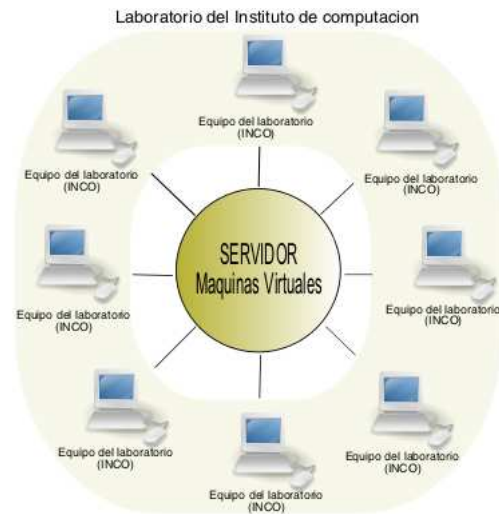 Laboratorio del Instituto de computacion
Equipo del laboratorio
(INCO)
Equipo del laboratorio
(INCO)
Equipo del laboratorio
(INCO)
SERVIDOR
Maquinas Virtuales
Equipo del laboratorio
(INCO)
Equipo del laboratorio
(INCO)
Equipo del laboratorio
(INCO)
Equipo del laboratorio
(INCO)
Equipo del laboratorio
(INCO)